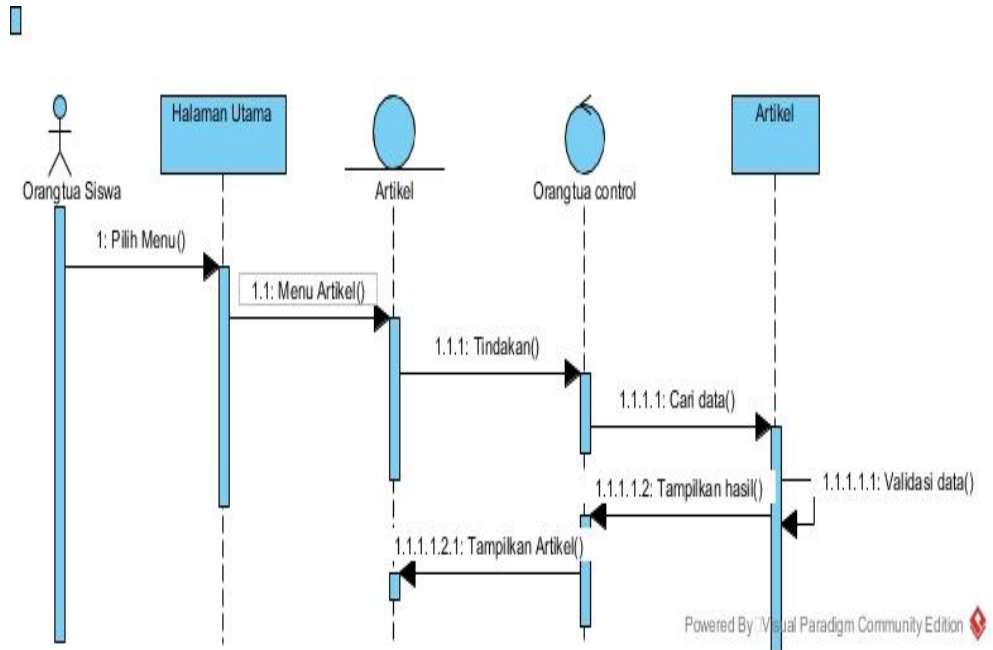 Halaman Utama
Artikel
Orangtua Siswa
Artikel
Orangtua control
1: Pilih Menu()
1.1: Menu Artikel()
1.1.1: Tindakan()
1.1.1.1: Cari data()
1.1.1.1.1: Validasi data()
1.1.1.1.2: Tampilkan hasil()
1.1.1.1.2.1: Tampilkan Artikel()
Powered By Visual Paradigm Community Edition